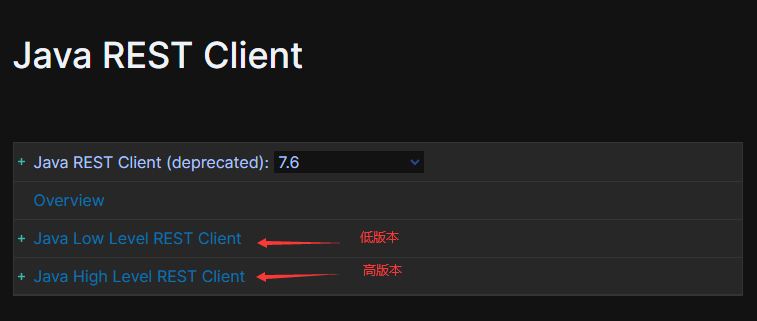 Java REST Client
+ Java REST Client (deprecated): 7.6
Overview
+ Java Low Level REST Client 低版本
+ Java High Level REST Client 高版本